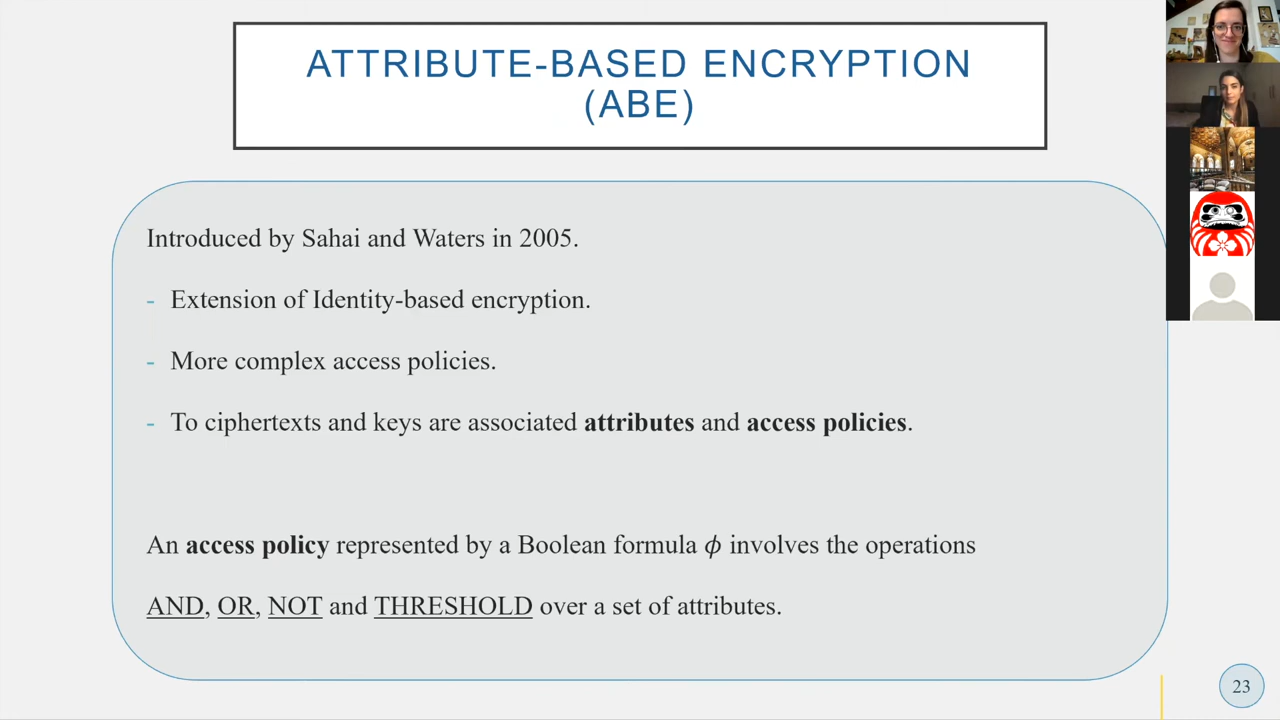 ATTRIBUTE-BASED ENCRYPTION
(ABE)
Introduced by Sahai and Waters in 2005.
- Extension of Identity-based encryption.
- More complex access policies.
- To ciphertexts and keys are associated attributes and access policies.
An access policy represented by a Boolean formula ϕ involves the operations
AND, OR, NOT and THRESHOLD over a set of attributes.
23